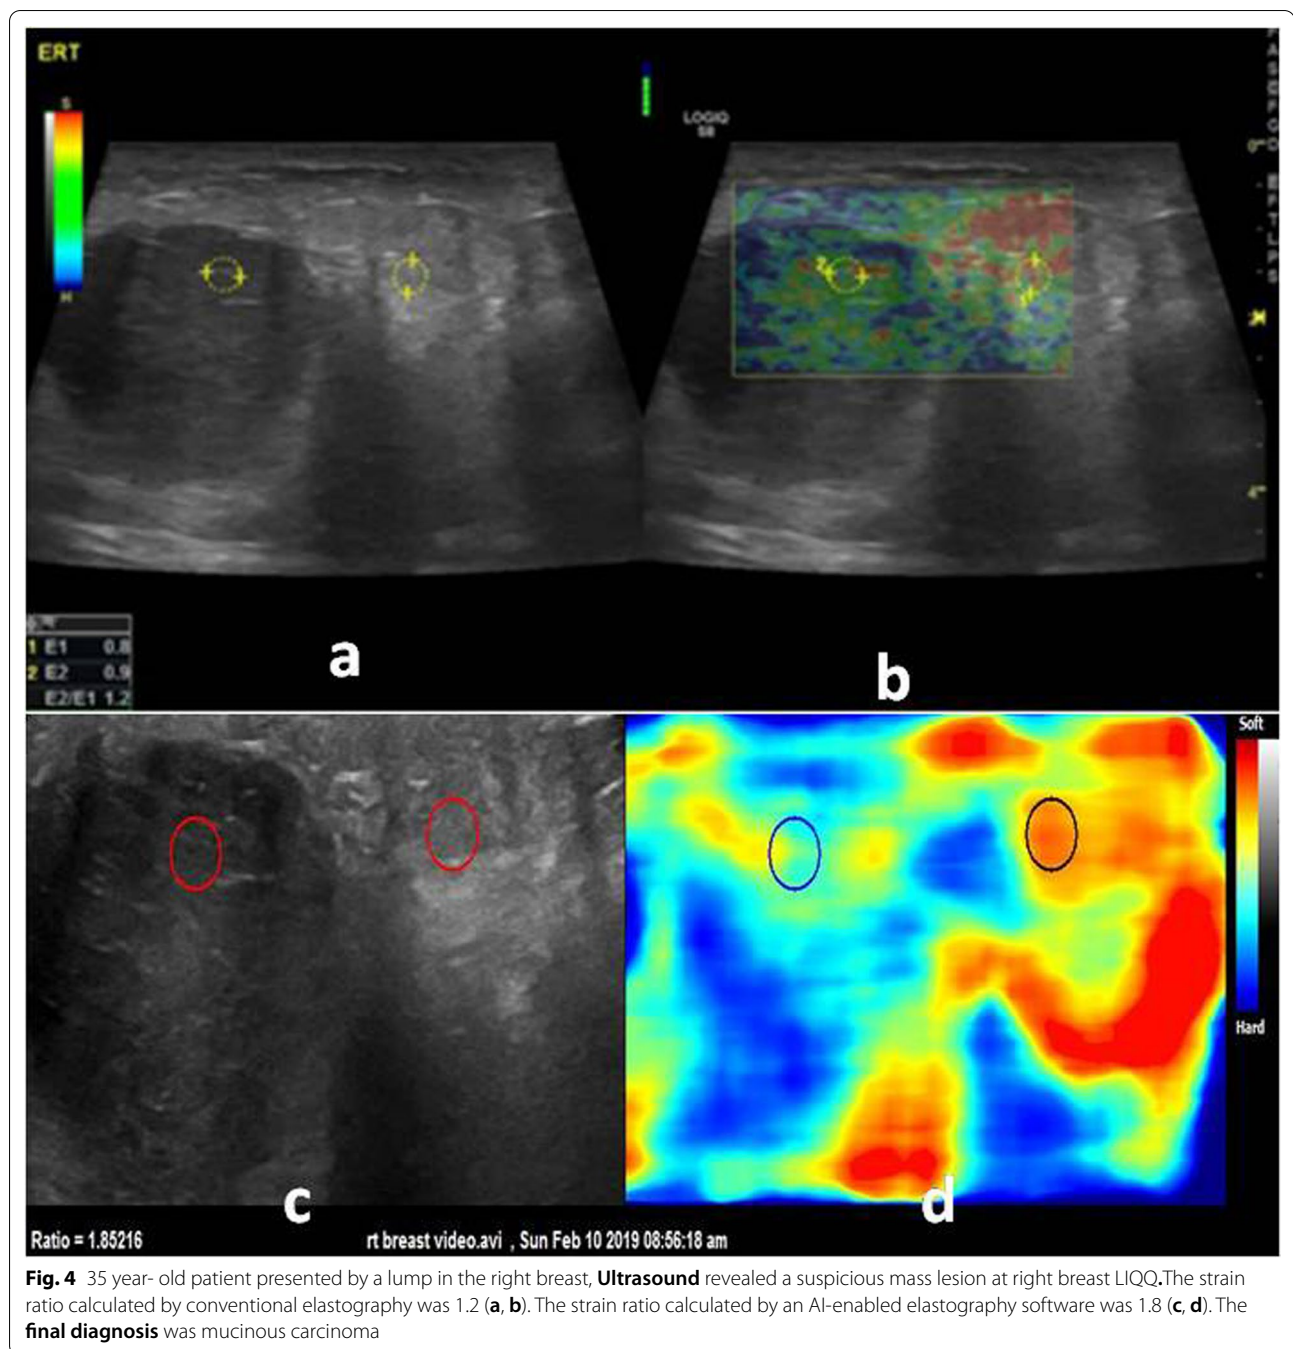 ERT
S
H
LOGIQ
S8
0
4
1 E1 0.8
2 E2 0.9
E2/E1 1.2
2
1
a
b
Soft
Hard
c
d
Ratio = 1.85216
rt breast video.avi , Sun Feb 10 2019 08:56:18 am
Fig. 4 35 year- old patient presented by a lump in the right breast, Ultrasound revealed a suspicious mass lesion at right breast LIQQ.The strain
ratio calculated by conventional elastography was 1.2 (a, b). The strain ratio calculated by an AI-enabled elastography software was 1.8 (c, d). The
final diagnosis was mucinous carcinoma